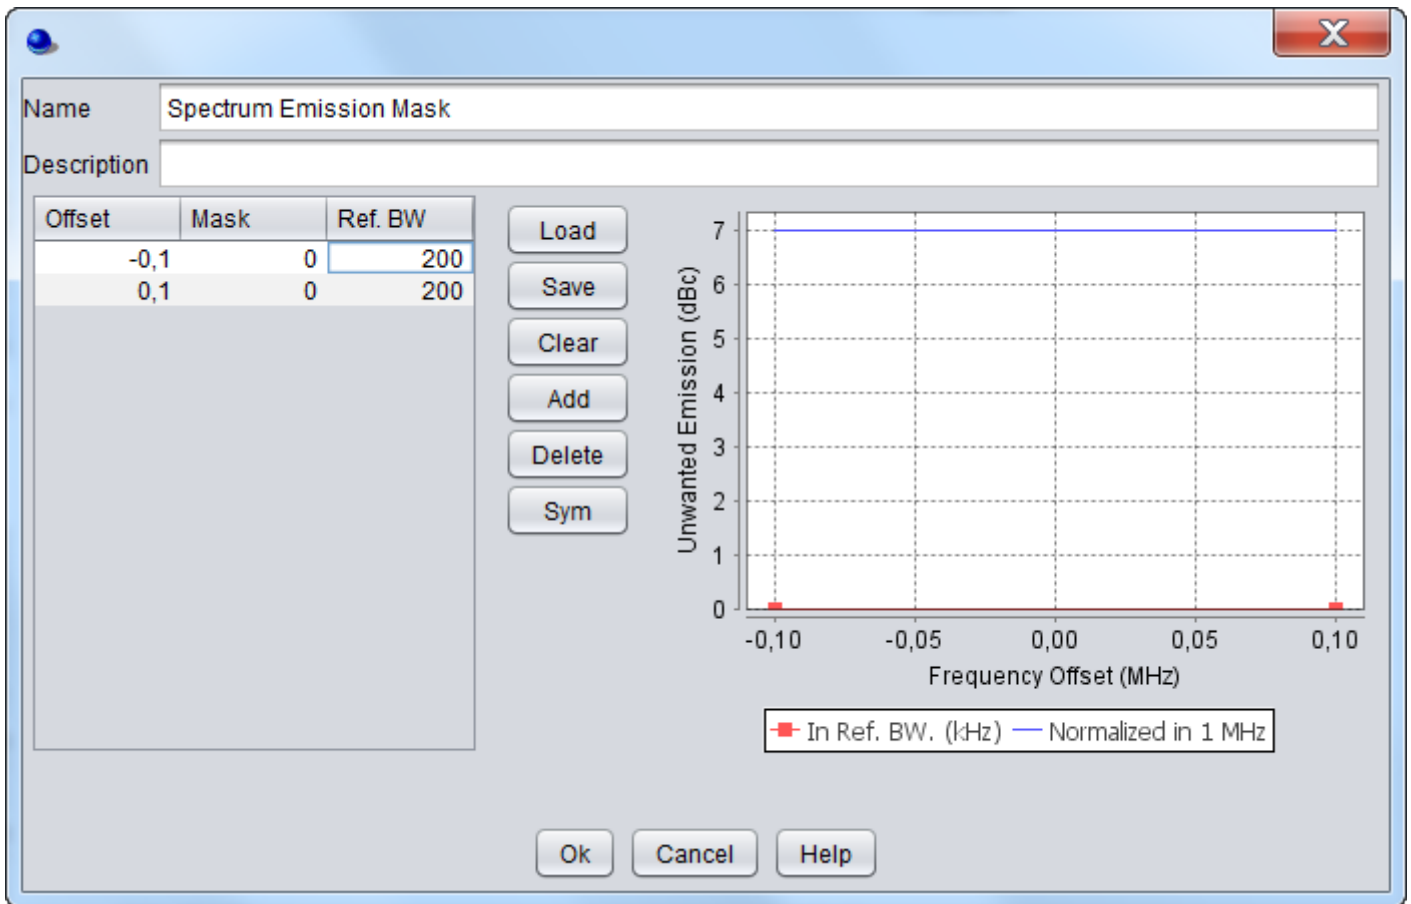 Name Spectrum Emission Mask
Description
Offset Mask Ref. BW
-0,1 0 200
0,1 0 200
Load
Save
Clear
Add
Delete
Sym
Unwanted Emission (dBc)
7
6
5
4
3
2
1
0
-0,10 -0,05 0,00 0,05 0,10
Frequency Offset (MHz)
In Ref. BW. (kHz) Normalized in 1 MHz
Ok Cancel Help